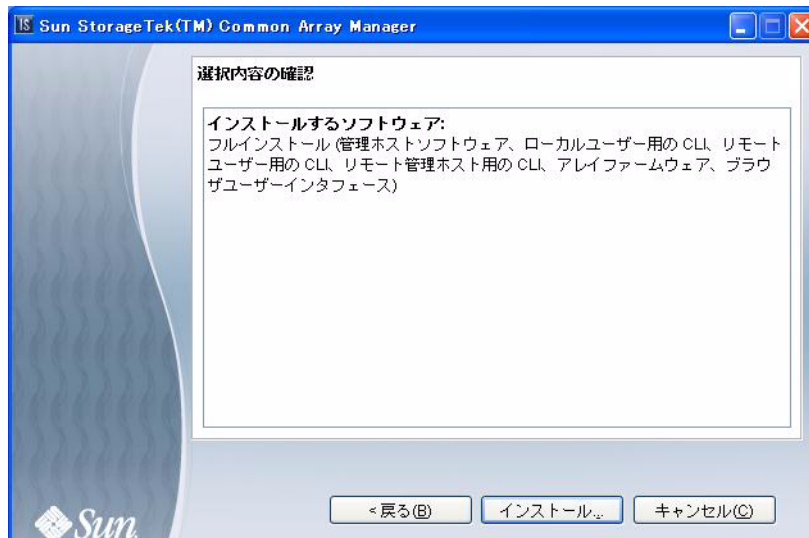 Sun StorageTek(TM) Common Array Manager
選択内容の確認
インストールするソフトウェア:
フルインストール (管理ホストソフトウェア、ローカルユーザー用の CLI、リモート
ユーザー用の CLI、リモート管理ホスト用の CLI、アレイファームウェア、ブラウ
ザユーザーインタフェース)
<戻る(B)
インストール...
キャンセル(C)
Sun